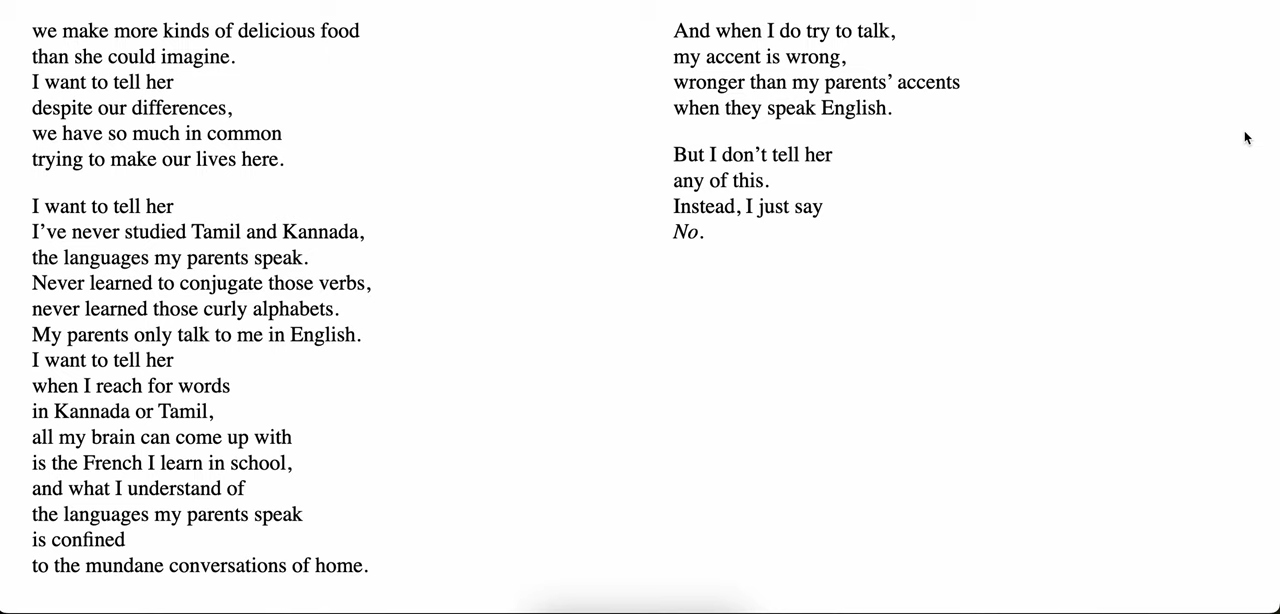 we make more kinds of delicious food
than she could imagine.
I want to tell her
despite our differences,
we have so much in common
trying to make our lives here.
I want to tell her
I’ve never studied Tamil and Kannada,
the languages my parents speak.
Never learned to conjugate those verbs,
never learned those curly alphabets.
My parents only talk to me in English.
I want to tell her
when I reach for words
in Kannada or Tamil,
all my brain can come up with
is the French I learn in school,
and what I understand of
the languages my parents speak
is confined
to the mundane conversations of home.
And when I do try to talk,
my accent is wrong,
wronger than my parents’ accents
when they speak English.
But I don’t tell her
any of this.
Instead, I just say
No.